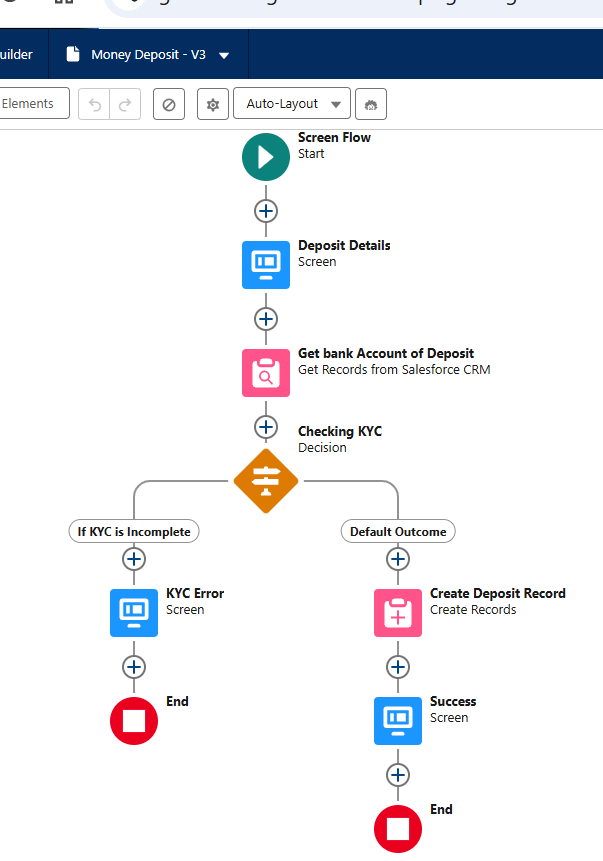 uilder
Money Deposit - V3
Elements
Auto-Layout
Screen Flow
Start
Deposit Details
Screen
Get bank Account of Deposit
Get Records from Salesforce CRM
Checking KYC
Decision
If KYC is Incomplete
Default Outcome
KYC Error
Screen
Create Deposit Record
Create Records
End
Success
Screen
End